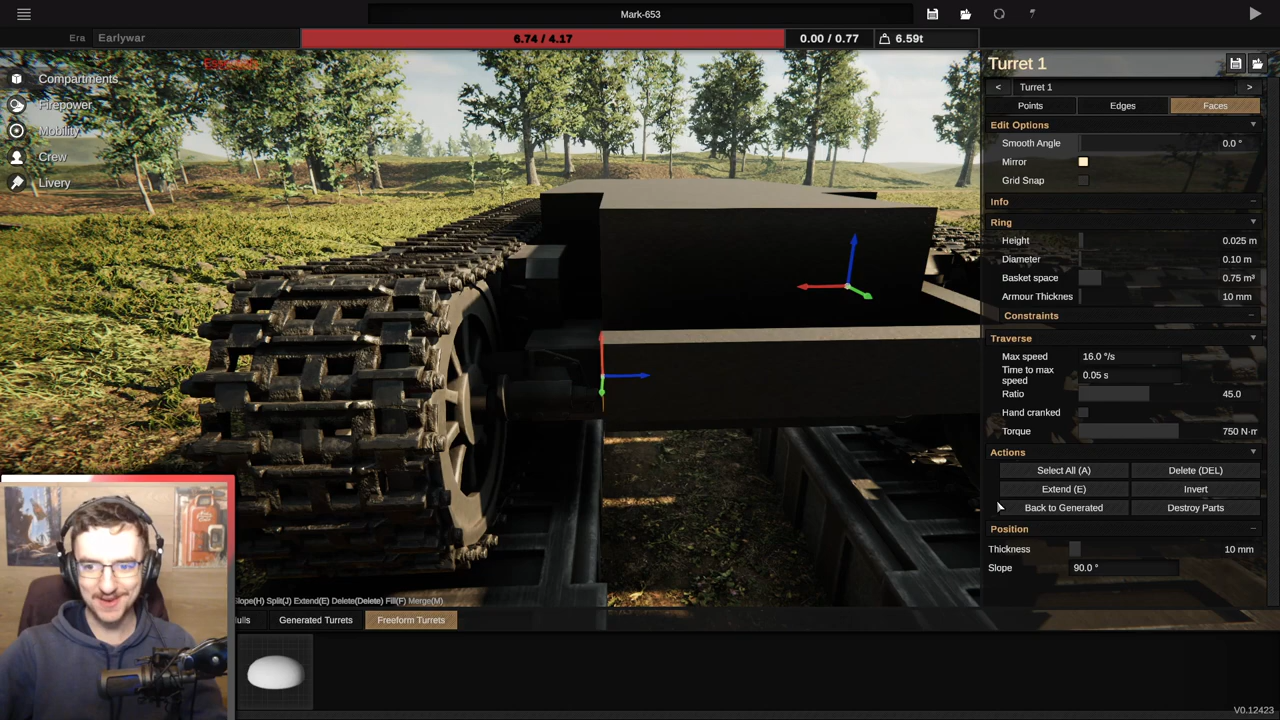 Mark-653
Era Earlywar 6.74 / 4.17 0.00 / 0.77 6.59t
Compartments
Firepower
Mobility
Crew
Livery
Turret 1
< Turret 1 >
Points Edges Faces
Edit Options
Smooth Angle 0.0 °
Mirror
Grid Snap
Info
Ring
Height 0.025 m
Diameter 0.10 m
Basket space 0.75 m³
Armour Thicknes 10 mm
Constraints
Traverse
Max speed 16.0 °/s
Time to max
speed 0.05 s
Ratio 45.0
Hand cranked
Torque 750 N·m
Actions
Select All (A) Delete (DEL)
Extend (E) Invert
Back to Generated Destroy Parts
Position
Thickness 10 mm
Slope 90.0 °
Slope(H) Split(J) Extend(E) Delete(Delete) Fill(F) Merge(M)
ulls Generated Turrets Freeform Turrets
V0.12423